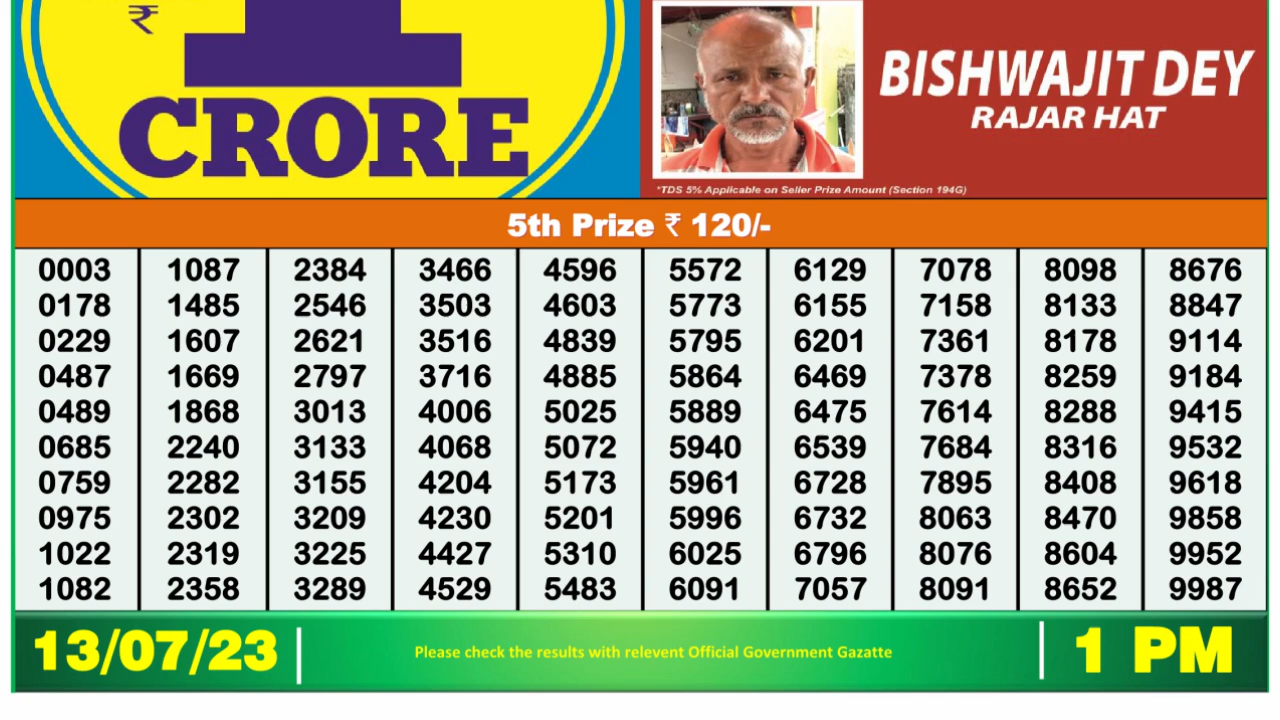 ₹
1
CRORE
BISHWAJIT DEY
RAJAR HAT
*TDS 5% Applicable on Seller Prize Amount (Section 194G)
5th Prize ₹ 120/-
0003 1087 2384 3466 4596 5572 6129 7078 8098 8676
0178 1485 2546 3503 4603 5773 6155 7158 8133 8847
0229 1607 2621 3516 4839 5795 6201 7361 8178 9114
0487 1669 2797 3716 4885 5864 6469 7378 8259 9184
0489 1868 3013 4006 5025 5889 6475 7614 8288 9415
0685 2240 3133 4068 5072 5940 6539 7684 8316 9532
0759 2282 3155 4204 5173 5961 6728 7895 8408 9618
0975 2302 3209 4230 5201 5996 6732 8063 8470 9858
1022 2319 3225 4427 5310 6025 6796 8076 8604 9952
1082 2358 3289 4529 5483 6091 7057 8091 8652 9987
13/07/23
Please check the results with relevent Official Government Gazatte
1 PM